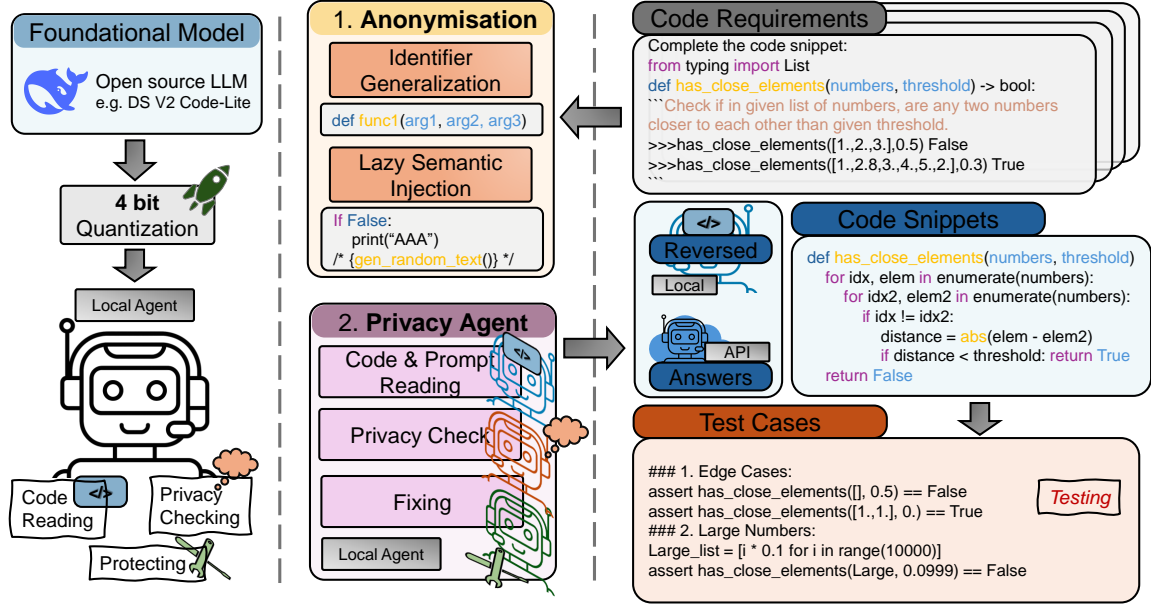 Foundational Model
Open source LLM
e.g. DS V2 Code-Lite
4 bit
Quantization
Local Agent
</>
Code
Reading
Privacy
Checking
Protecting
1. Anonymisation
Identifier
Generalization
def func1(arg1, arg2, arg3)
Lazy Semantic
Injection
If False:
print(“AAA”)
/* {gen_random_text()} */
2. Privacy Agent
Code & Prompt
Reading
</>
Privacy Check
Fixing
Local Agent
Code Requirements
Complete the code snippet:
from typing import List
def has_close_elements(numbers, threshold) -> bool:
```Check if in given list of numbers, are any two numbers
closer to each other than given threshold.
>>>has_close_elements([1.,2.,3.],0.5) False
>>>has_close_elements([1.,2.8,3.,4.,5.,2.],0.3) True
```
</>
Reversed
Local
API
Answers
Code Snippets
def has_close_elements(numbers, threshold)
for idx, elem in enumerate(numbers):
for idx2, elem2 in enumerate(numbers):
if idx != idx2:
distance = abs(elem - elem2)
if distance < threshold: return True
return False
Test Cases
### 1. Edge Cases:
assert has_close_elements([], 0.5) == False
assert has_close_elements([1.,1.], 0.) == True
### 2. Large Numbers:
Large_list = [i * 0.1 for i in range(10000)]
assert has_close_elements(Large, 0.0999) == False
Testing